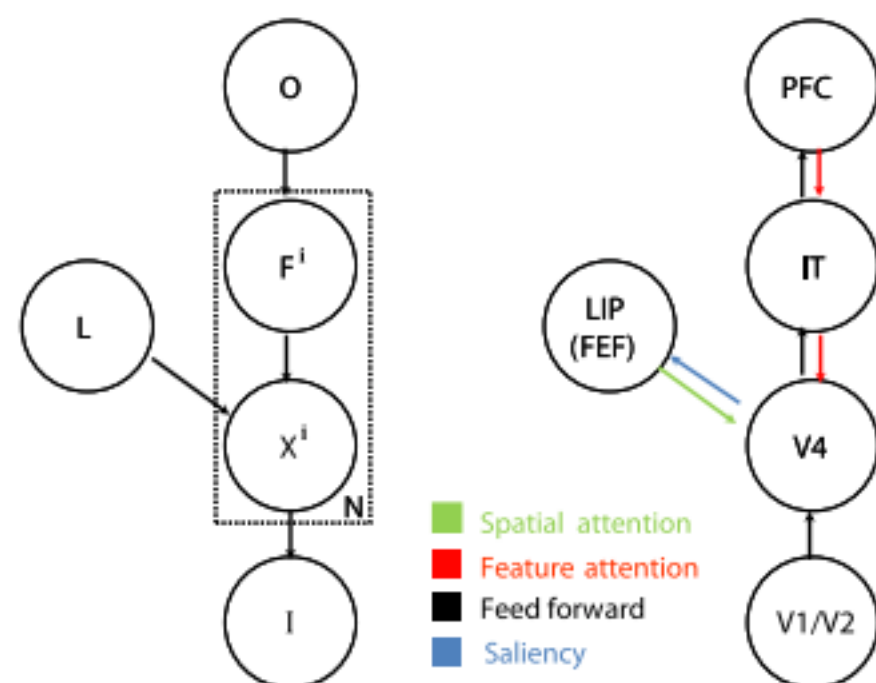 O
F i
L
X i
N
I
PFC
IT
LIP
(FEF)
V4
V1/V2
Spatial attention
Feature attention
Feed forward
Saliency